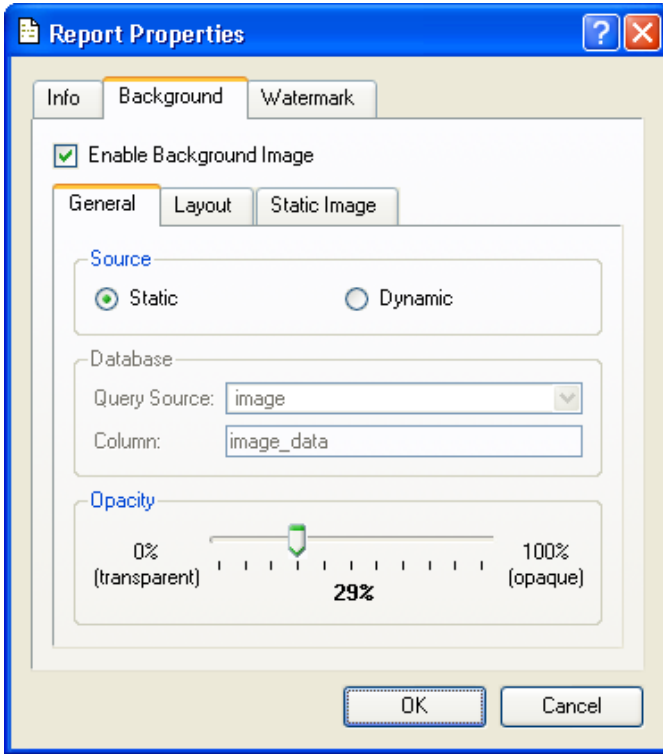 Report Properties
Info Background Watermark
Enable Background Image
General Layout Static Image
Source
Static Dynamic
Database
Query Source: image
Column: image_data
Opacity
0% 100%
(transparent) (opaque)
29%
OK Cancel